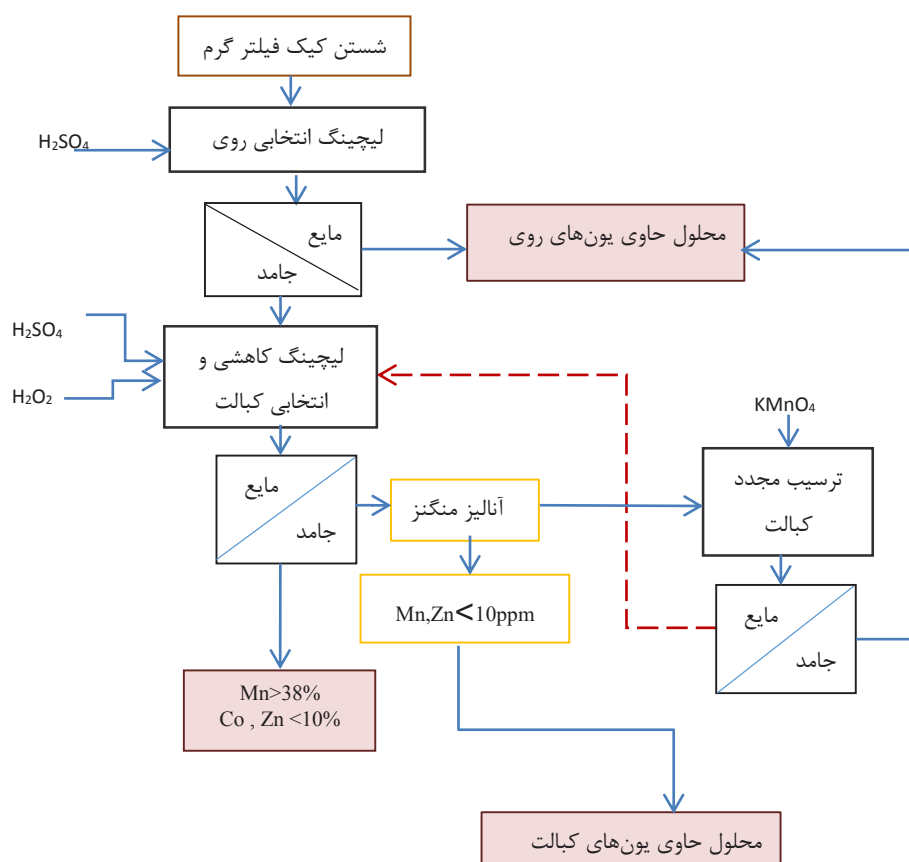 شستن کیک فیلتر گرم
لیچینگ انتخابی روی
H₂SO₄
مایع
جامد
محلول حاوی یون‌های روی
H₂SO₄
H₂O₂
لیچینگ کاهشی و
انتخابی کبالت
KMnO₄
مایع
جامد
آنالیز منگنز
ترسیب مجدد
کبالت
Mn,Zn<10ppm
مایع
جامد
Mn>38%
Co , Zn <10%
محلول حاوی یون‌های کبالت